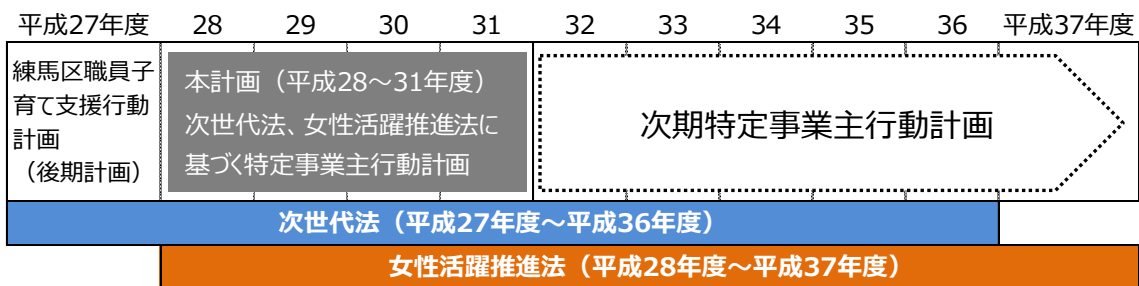 平成27年度 28 29 30 31 32 33 34 35 36 平成37年度
練馬区職員子
育て支援行動
計画
（後期計画）
本計画（平成28～31年度）
次世代法、女性活躍推進法に
基づく特定事業主行動計画
次期特定事業主行動計画
次世代法（平成27年度～平成36年度）
女性活躍推進法（平成28年度～平成37年度）